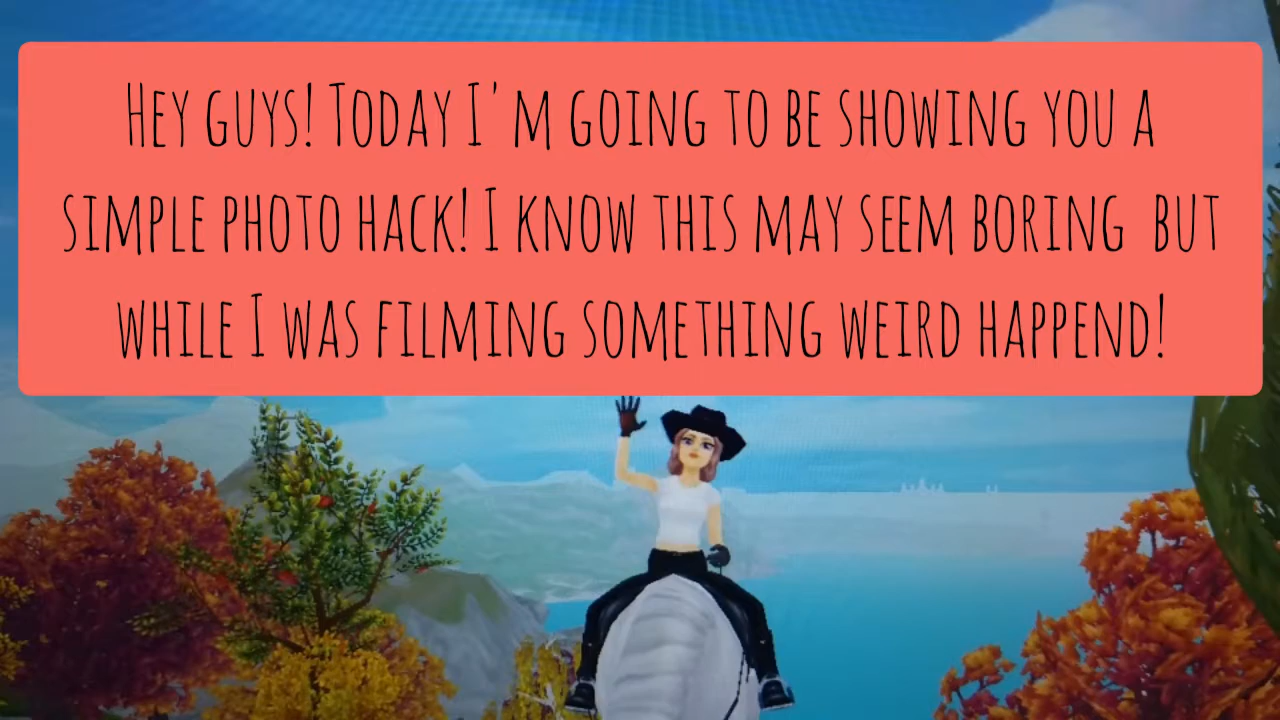 Hey guys! Today I'm going to be showing you a
simple photo hack! I know this may seem boring but
while I was filming something weird happend!